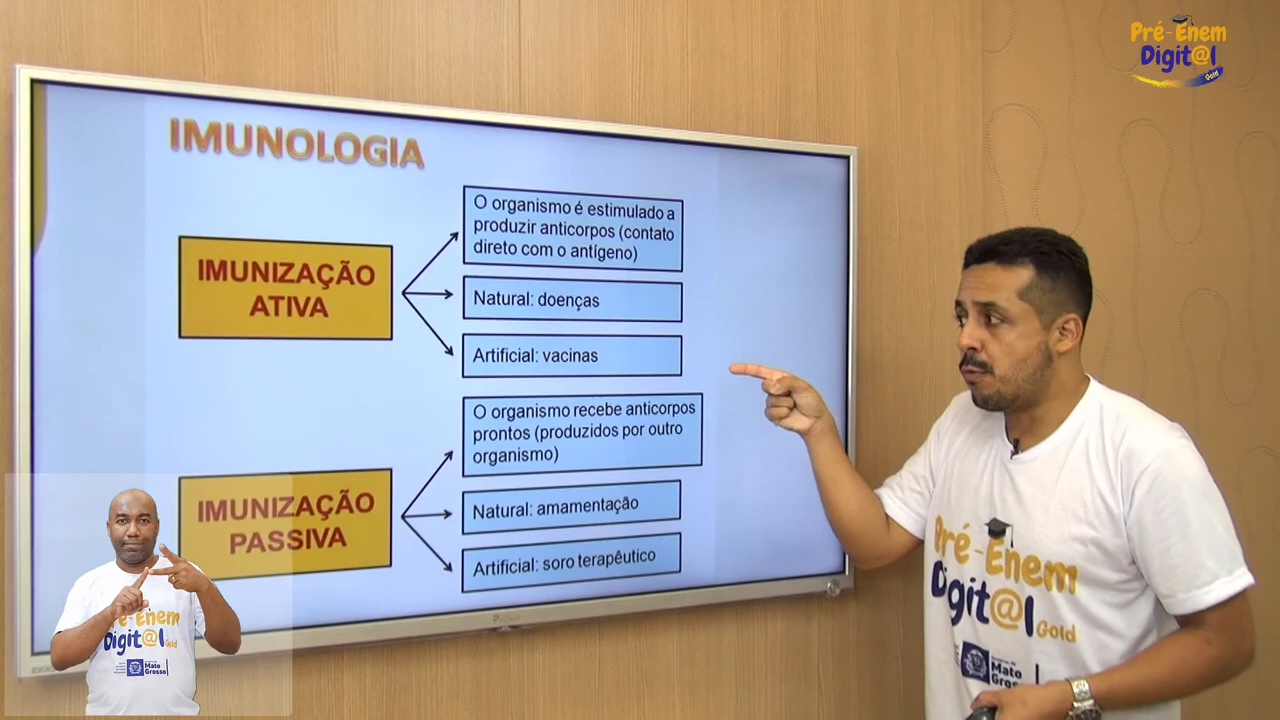 Pré-Enem
Digit@l
Gold
IMUNOLOGIA
IMUNIZAÇÃO
ATIVA
O organismo é estimulado a
produzir anticorpos (contato
direto com o antígeno)
Natural: doenças
Artificial: vacinas
IMUNIZAÇÃO
PASSIVA
O organismo recebe anticorpos
prontos (produzidos por outro
organismo)
Natural: amamentação
Artificial: soro terapêutico
Pré-Enem
Digit@l
Gold
Mato
Grosso
Pré-Enem
Digit@l
Gold
Mato
Grosso